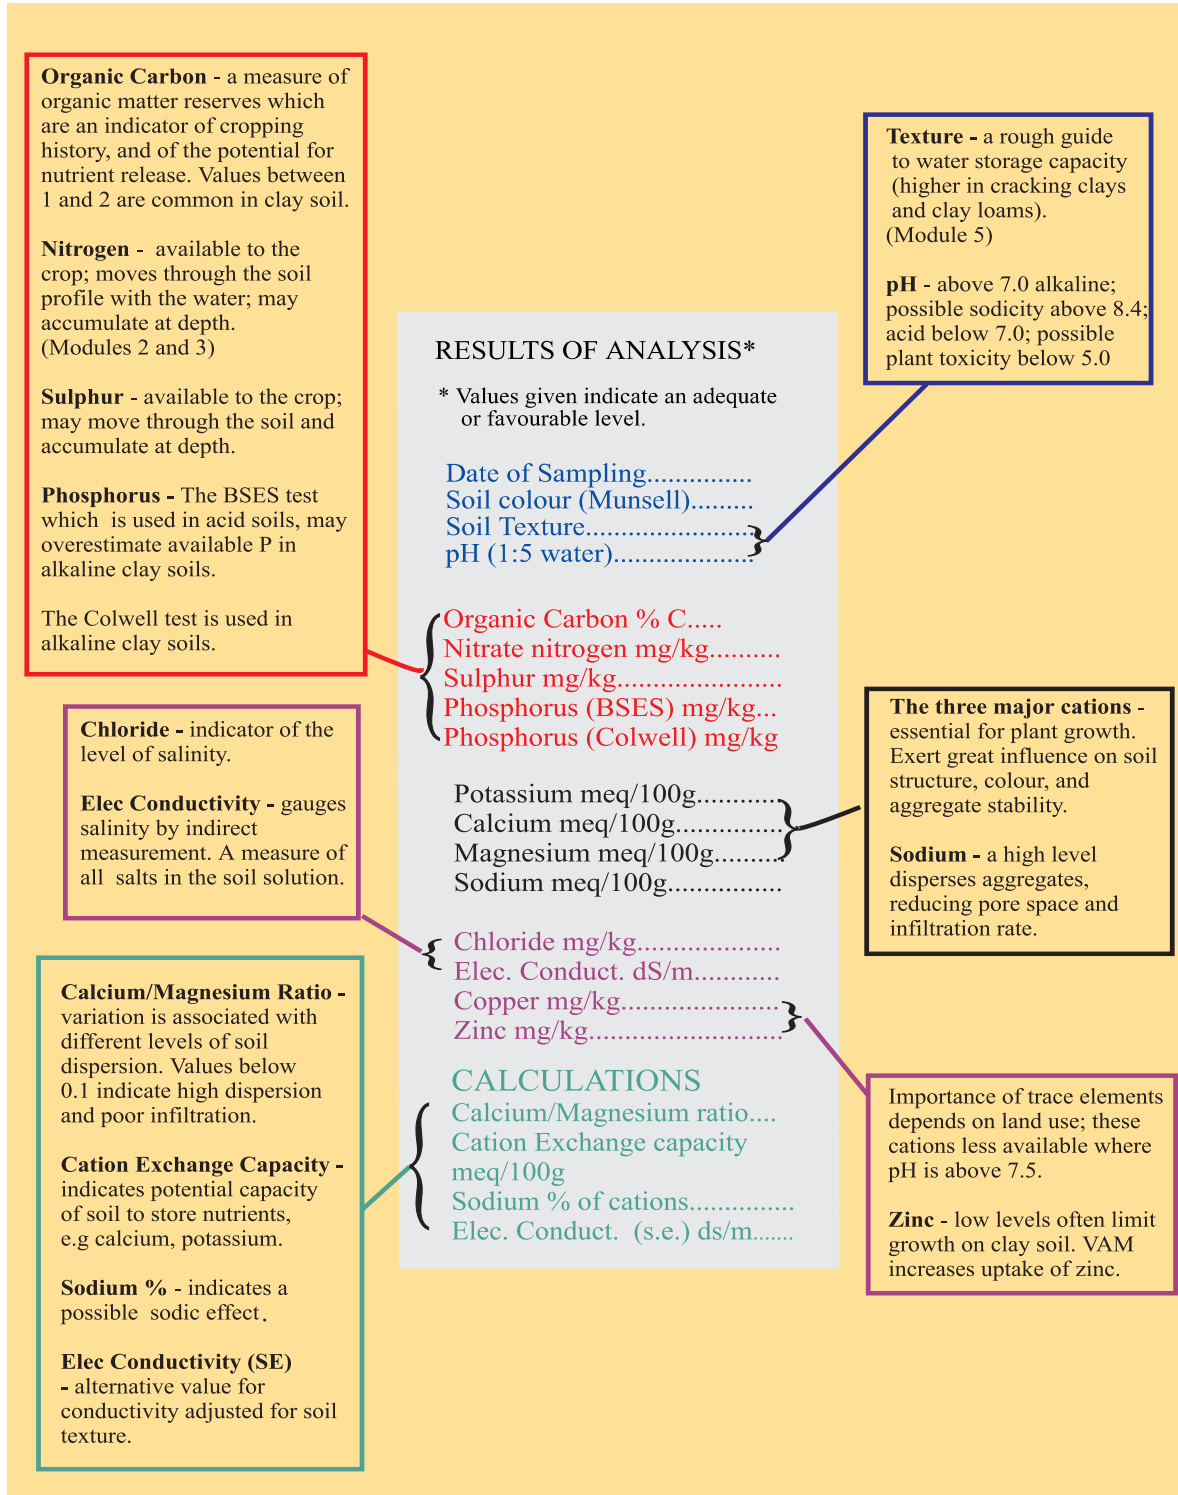 Organic Carbon - a measure of
organic matter reserves which
are an indicator of cropping
history, and of the potential for
nutrient release. Values between
1 and 2 are common in clay soil.
Nitrogen - available to the
crop; moves through the soil
profile with the water; may
accumulate at depth.
(Modules 2 and 3)
Sulphur - available to the crop;
may move through the soil and
accumulate at depth.
Phosphorus - The BSES test
which is used in acid soils, may
overestimate available P in
alkaline clay soils.
The Colwell test is used in
alkaline clay soils.
Chloride - indicator of the
level of salinity.
Elec Conductivity - gauges
salinity by indirect
measurement. A measure of
all salts in the soil solution.
Calcium/Magnesium Ratio -
variation is associated with
different levels of soil
dispersion. Values below
0.1 indicate high dispersion
and poor infiltration.
Cation Exchange Capacity -
indicates potential capacity
of soil to store nutrients,
e.g calcium, potassium.
Sodium % - indicates a
possible sodic effect.
Elec Conductivity (SE)
- alternative value for
conductivity adjusted for soil
texture.
RESULTS OF ANALYSIS*
* Values given indicate an adequate
or favourable level.
Date of Sampling...............
Soil colour (Munsell).........
Soil Texture........................
pH (1:5 water)....................
Organic Carbon % C.....
Nitrate nitrogen mg/kg..........
Sulphur mg/kg.......................
Phosphorus (BSES) mg/kg...
Phosphorus (Colwell) mg/kg
Potassium meq/100g............
Calcium meq/100g...............
Magnesium meq/100g..........
Sodium meq/100g................
Chloride mg/kg....................
Elec. Conduct. dS/m............
Copper mg/kg......................
Zinc mg/kg...........................
CALCULATIONS
Calcium/Magnesium ratio....
Cation Exchange capacity
meq/100g
Sodium % of cations...............
Elec. Conduct. (s.e.) ds/m.......
Texture - a rough guide
to water storage capacity
(higher in cracking clays
and clay loams).
(Module 5)
pH - above 7.0 alkaline;
possible sodicity above 8.4;
acid below 7.0; possible
plant toxicity below 5.0
The three major cations -
essential for plant growth.
Exert great influence on soil
structure, colour, and
aggregate stability.
Sodium - a high level
disperses aggregates,
reducing pore space and
infiltration rate.
Importance of trace elements
depends on land use; these
cations less available where
pH is above 7.5.
Zinc - low levels often limit
growth on clay soil. VAM
increases uptake of zinc.